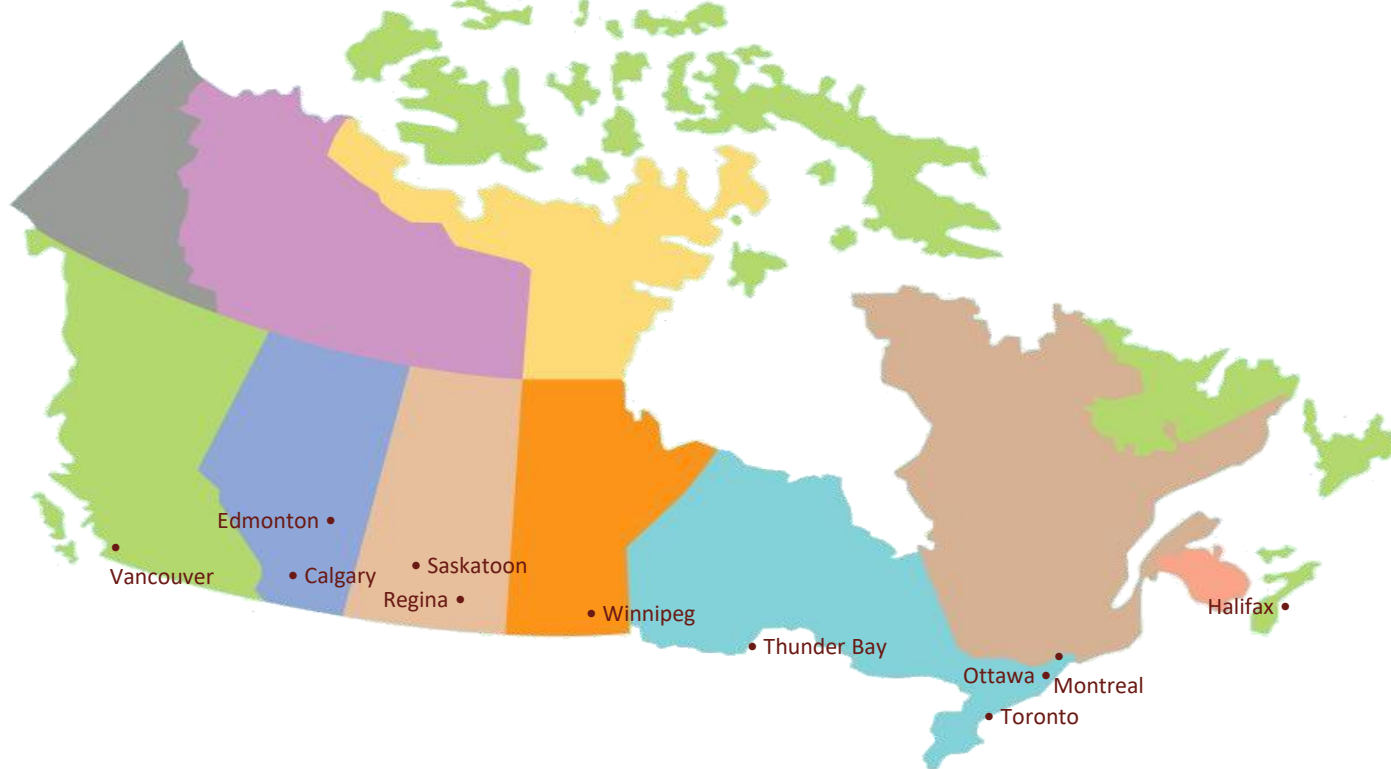 Edmonton
Vancouver
Calgary
Saskatoon
Regina
Winnipeg
Halifax
Thunder Bay
Ottawa
Montreal
Toronto